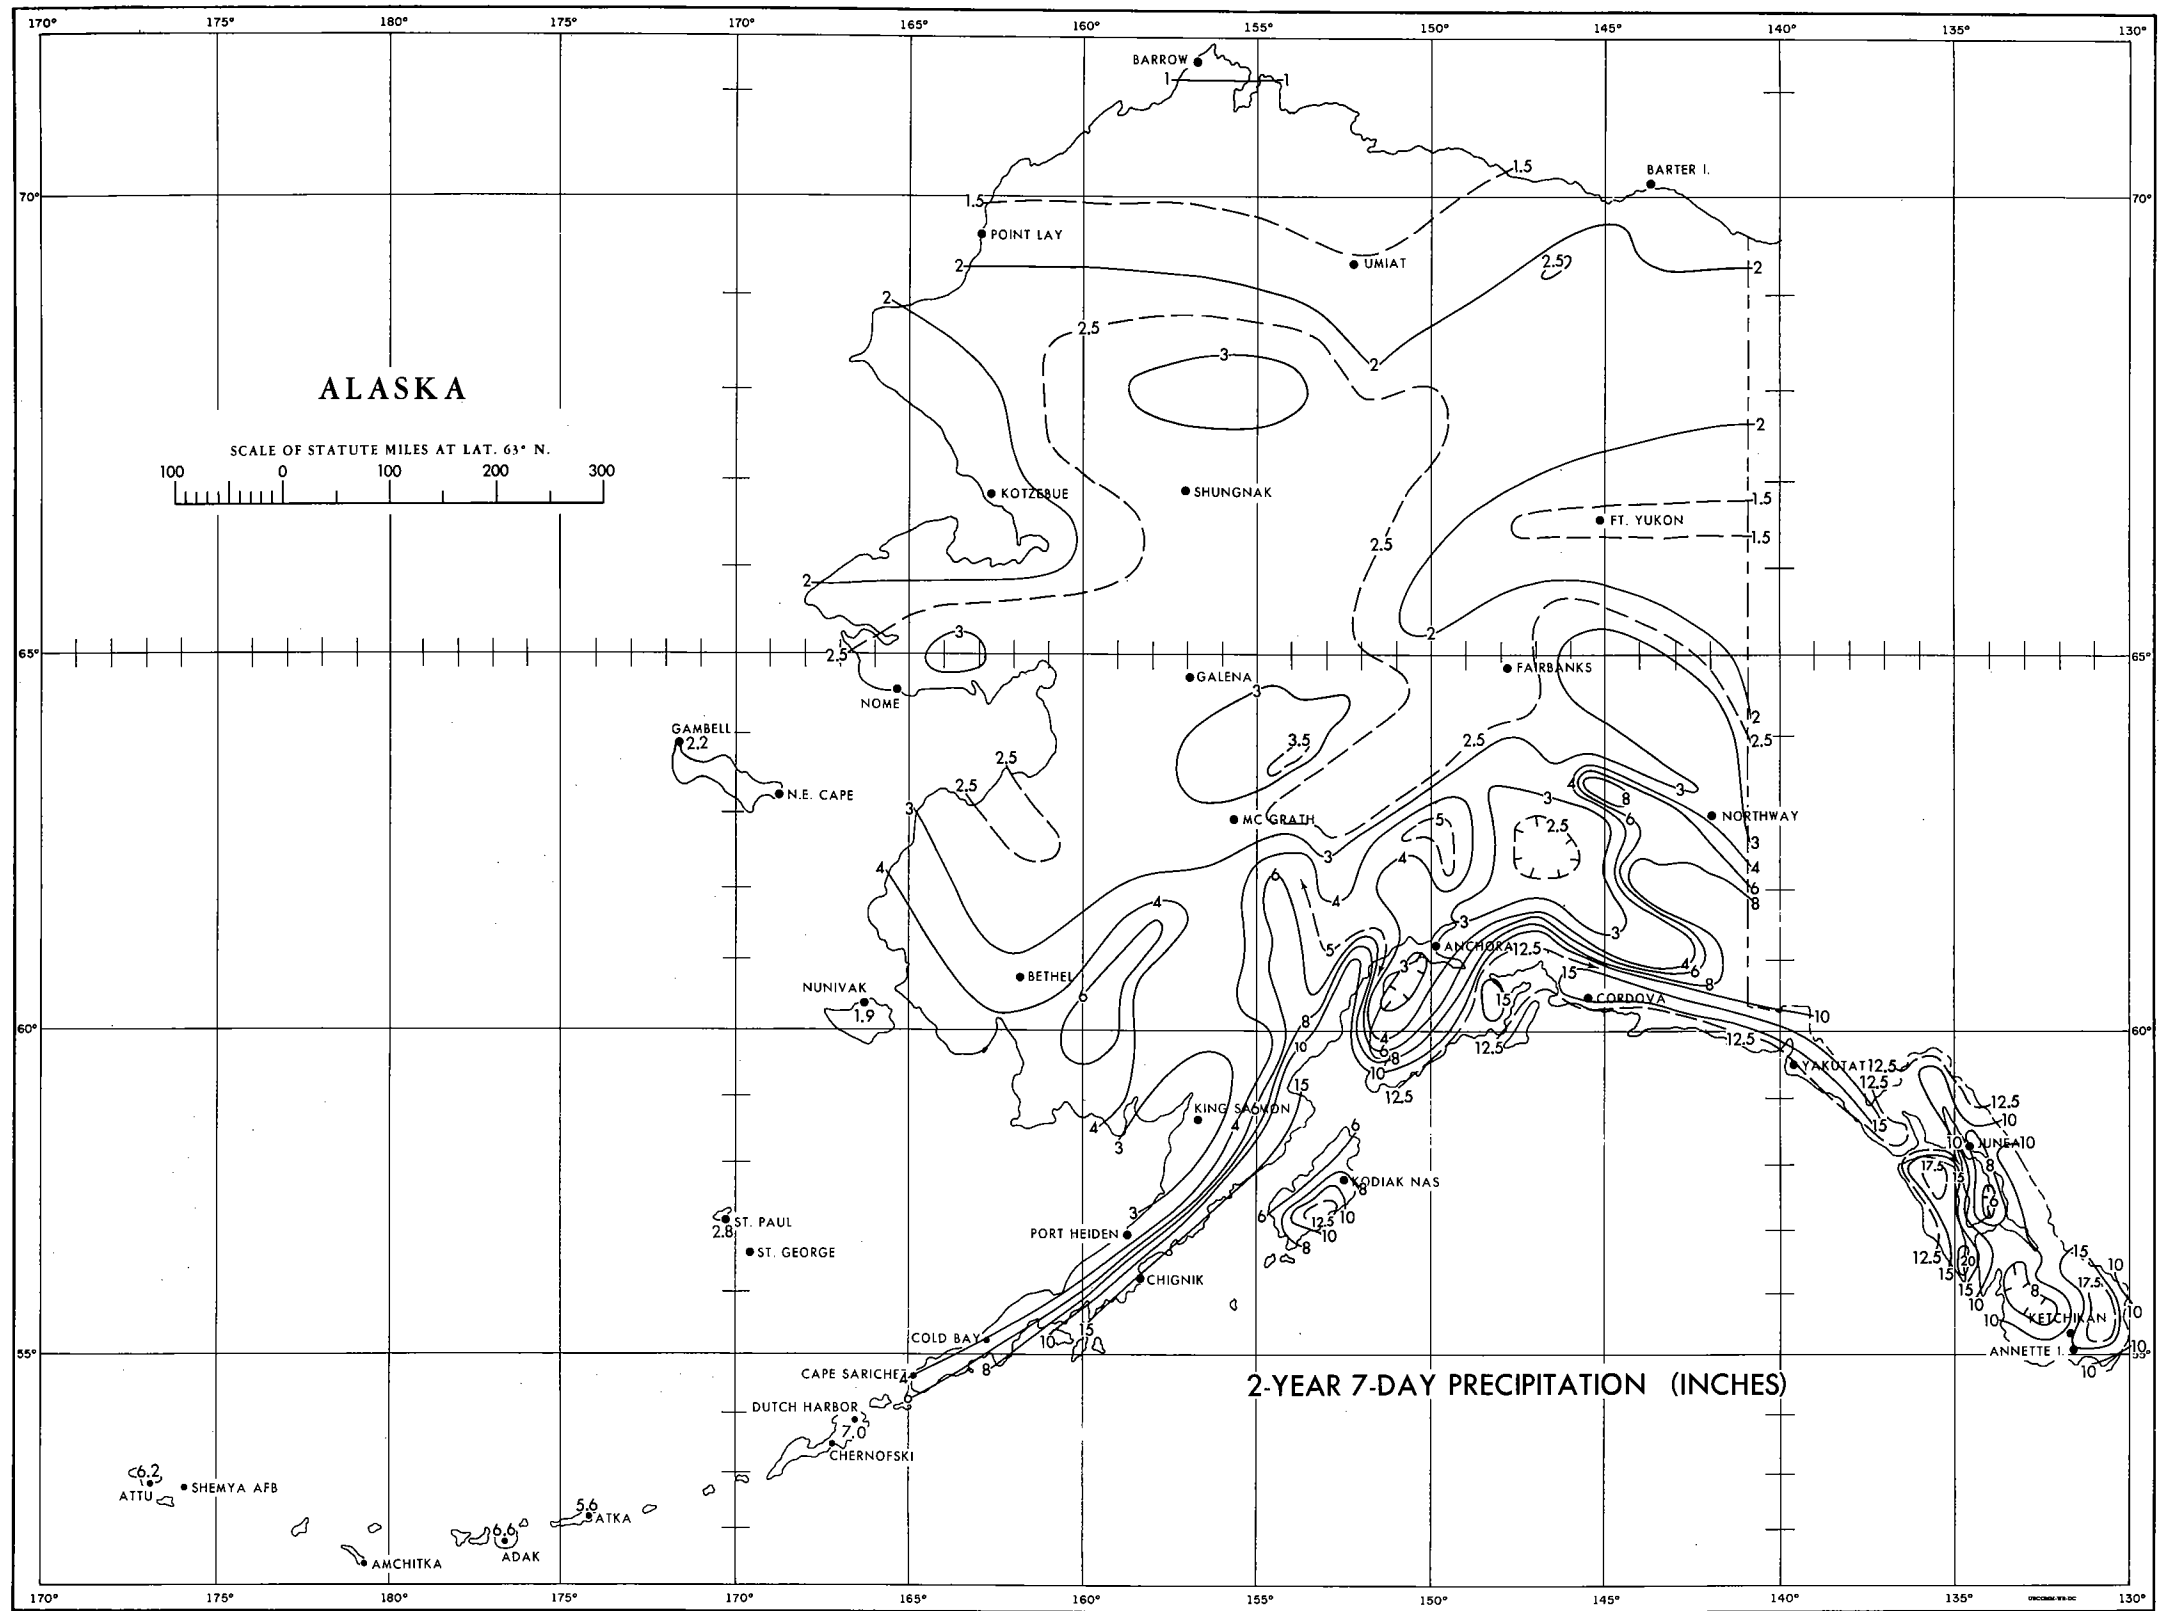 170° 175° 180° 175° 170° 165° 160° 155° 150° 145° 140° 135° 130°
BARROW
1 1
BARTER I.
1.5
70° 70°
1.5
POINT LAY
UMIAT
2.5
2 2
2
2.5
3
2
ALASKA
SCALE OF STATUTE MILES AT LAT. 63° N.
100 0 100 200 300
2
KOTZEBUE
SHUNGNAK
1.5
FT. YUKON
1.5
2.5
2
2
3
65° 65°
2.5
FAIRBANKS
GALENA
3
NOME
2
GAMBELL
2.2
3.5
2.5
2.5
2.5
2.5
N.E. CAPE
3
4
8
3
3
MC GRATH
5
2.5
6
NORTHWAY
3
3
4
4
4
6
6
8
4
4
3
5
3
ANCHORA
12.5
BETHEL
3
15
4
6
8
NUNIVAK
1.9
6
15
CORDOVA
8
10
60° 60°
10
4
6
8
10
12.5
12.5
12.5
YAKUTAT
12.5
12.5
15
12.5
12.5
KING SALMON
6
4
4
3
6
10
15
10
JUNEA
10
17.5
15
8
6
KODIAK NAS
8
6
12.5
10
10
8
3
ST. PAUL
2.8
PORT HEIDEN
ST. GEORGE
12.5
20
15
15
10
15
10
CHIGNIK
8
17.5
10
KETCHIKAN
10
COLD BAY
15
10
55° 55°
ANNETTE I.
10
10
CAPE SARICHEF
4
6
8
6
2-YEAR 7-DAY PRECIPITATION (INCHES)
DUTCH HARBOR
7.0
CHERNOFSKI
6.2
ATTU
SHEMYA AFB
5.6
ATKA
6.6
ADAK
AMCHITKA
170° 175° 180° 175° 170° 165° 160° 155° 150° 145° 140° 135° 130°